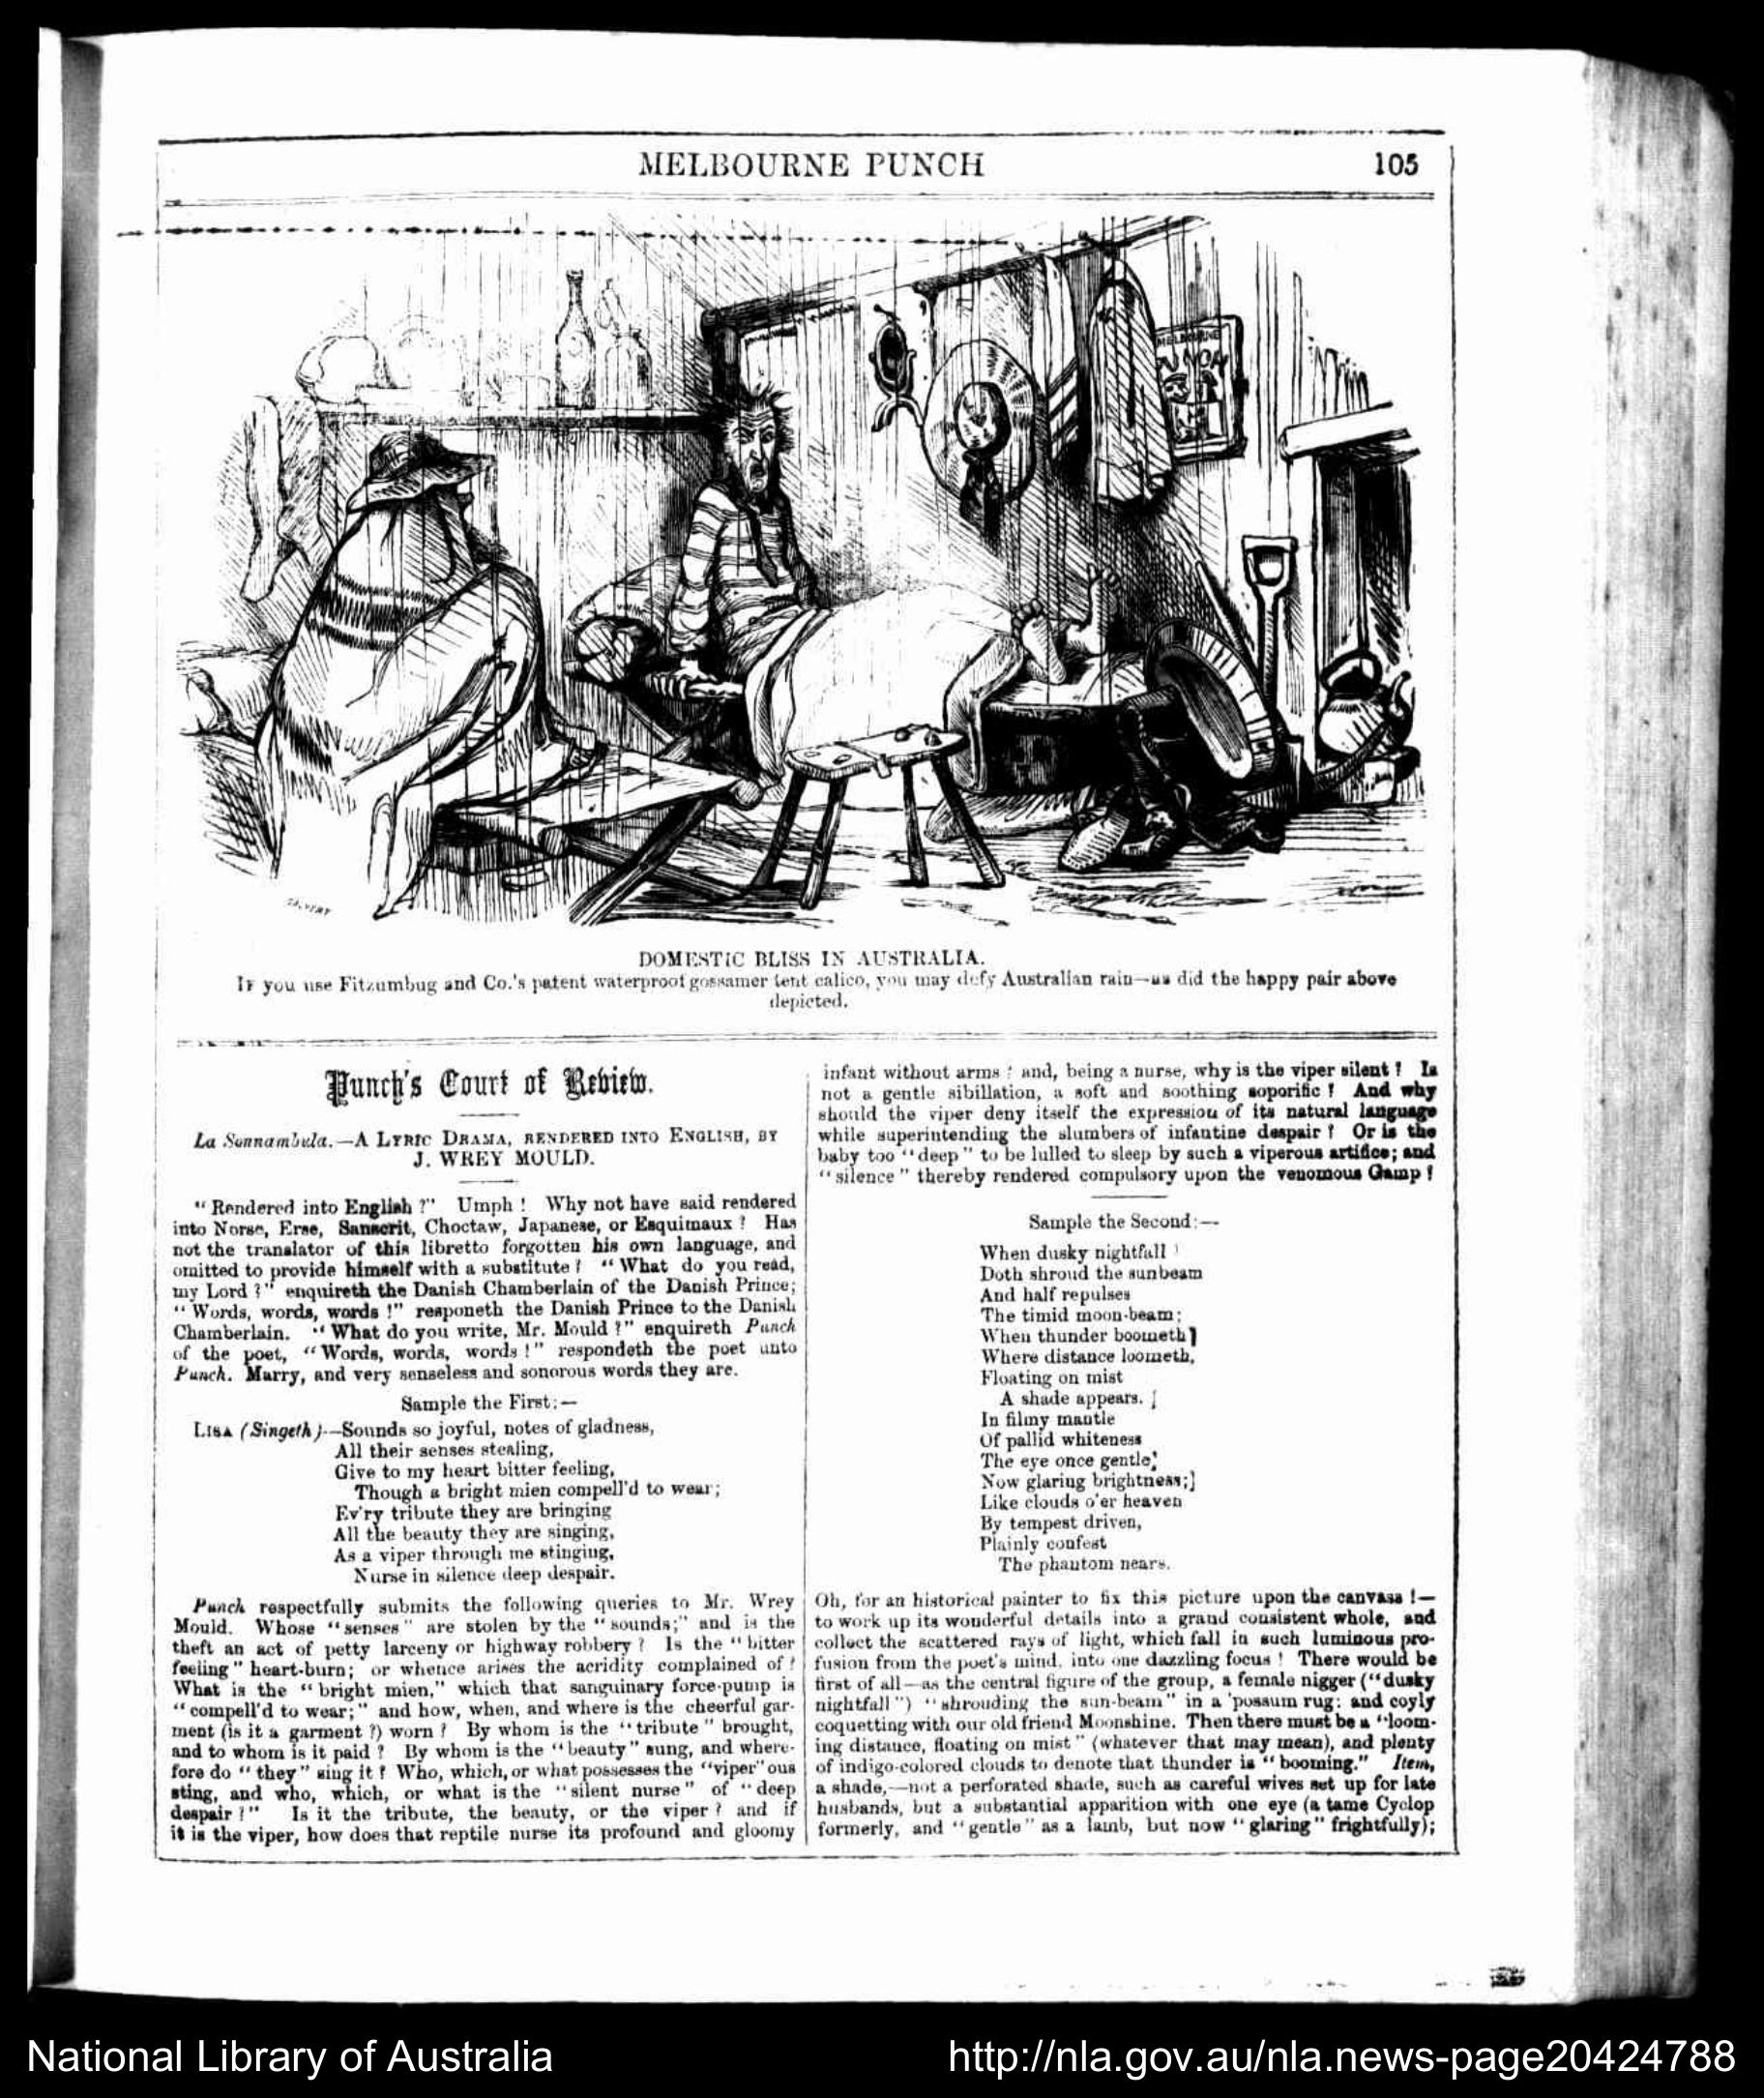 MELBOURNE PUNCH
105
MELBOURNE
PUNCH
CALVERT
DOMESTIC BLISS IN AUSTRALIA.
IF you use Fitzumbug and Co.'s patent waterproof gossamer tent calico, you may defy Australian rain—as did the happy pair above
depicted.
Punch's Court of Review.
La Sonnambula.—A LYRIC DRAMA, RENDERED INTO ENGLISH, BY
J. WREY MOULD.
"Rendered into English?" Umph! Why not have said rendered
into Norse, Erse, Sanscrit, Choctaw, Japanese, or Esquimaux? Has
not the translator of this libretto forgotten his own language, and
omitted to provide himself with a substitute? "What do you read,
my Lord?" enquireth the Danish Chamberlain of the Danish Prince;
"Words, words, words!" responeth the Danish Prince to the Danish
Chamberlain. "What do you write, Mr. Mould?" enquireth Punch
of the poet, "Words, words, words!" respondeth the poet unto
Punch. Marry, and very senseless and sonorous words they are.
Sample the First:—
LISA (Singeth)—Sounds so joyful, notes of gladness,
All their senses stealing,
Give to my heart bitter feeling,
Though a bright mien compell'd to wear;
Ev'ry tribute they are bringing
All the beauty they are singing,
As a viper through me stinging,
Nurse in silence deep despair.
Punch respectfully submits the following queries to Mr. Wrey
Mould. Whose "senses" are stolen by the "sounds;" and is the
theft an act of petty larceny or highway robbery? Is the "bitter
feeling" heart-burn; or whence arises the acridity complained of?
What is the "bright mien," which that sanguinary force-pump is
"compell'd to wear;" and how, when, and where is the cheerful gar-
ment (is it a garment?) worn? By whom is the "tribute" brought,
and to whom is it paid? By whom is the "beauty" sung, and where-
fore do "they" sing it? Who, which, or what possesses the "viper"ous
sting, and who, which, or what is the "silent nurse" of "deep
despair?" Is it the tribute, the beauty, or the viper? and if
it is the viper, how does that reptile nurse its profound and gloomy
infant without arms? and, being a nurse, why is the viper silent? Is
not a gentle sibillation, a soft and soothing soporific? And why
should the viper deny itself the expression of its natural language
while superintending the slumbers of infantine despair? Or is the
baby too "deep" to be lulled to sleep by such a viperous artifice; and
"silence" thereby rendered compulsory upon the venomous Gamp?
Sample the Second:—
When dusky nightfall
Doth shroud the sunbeam
And half repulses
The timid moon-beam;
When thunder boometh
Where distance loometh,
Floating on mist
A shade appears.
In filmy mantle
Of pallid whiteness
The eye once gentle
Now glaring brightness;
Like clouds o'er heaven
By tempest driven,
Plainly confest
The phantom nears.
Oh, for an historical painter to fix this picture upon the canvass!—
to work up its wonderful details into a grand consistent whole, and
collect the scattered rays of light, which fall in such luminous pro-
fusion from the poet's mind, into one dazzling focus! There would be
first of all—as the central figure of the group, a female nigger ("dusky
nightfall") "shrouding the sun-beam" in a 'possum rug: and coyly
coquetting with our old friend Moonshine. Then there must be a "loom-
ing distance, floating on mist" (whatever that may mean), and plenty
of indigo-colored clouds to denote that thunder is "booming." Item,
a shade,—not a perforated shade, such as careful wives set up for late
husbands, but a substantial apparition with one eye (a tame Cyclop
formerly, and "gentle" as a lamb, but now "glaring" frightfully);
National Library of Australia
http://nla.gov.au/nla.news-page20424788